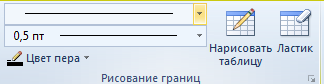 0,5 пт
Цвет пера
Нарисовать
таблицу
Ластик
Рисование границ